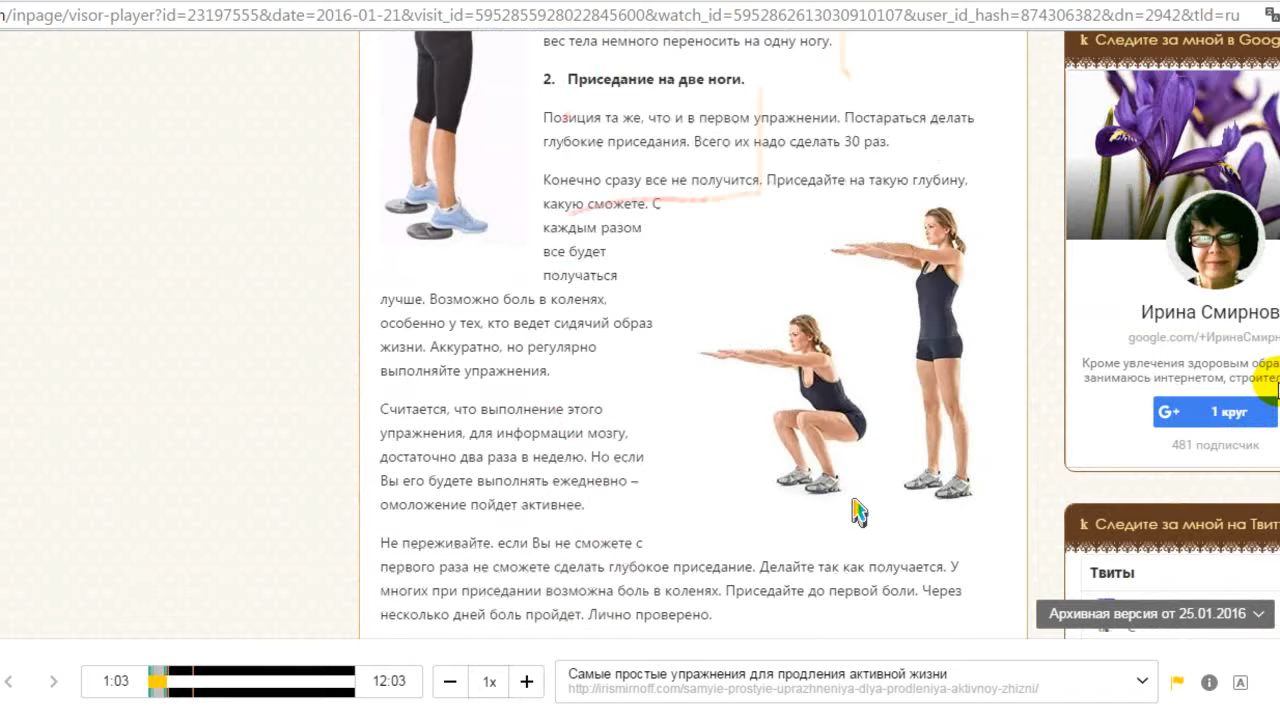 n/inpage/visor-player?id=23197555&date=2016-01-21&visit_id=5952855928022845600&watch_id=5952862613030910107&user_id_hash=874306382&dn=2942&tld=ru
вес тела немного переносить на одну ногу.
2. Приседание на две ноги.
Позиция та же, что и в первом упражнении. Постараться делать
глубокие приседания. Всего их надо сделать 30 раз.
Конечно сразу все не получится. Приседайте на такую глубину,
какую сможете. С
каждым разом
все будет
получаться
лучше. Возможно боль в коленях,
особенно у тех, кто ведет сидячий образ
жизни. Аккуратно, но регулярно
выполняйте упражнения.
Считается, что выполнение этого
упражнения, для информации мозгу,
достаточно два раза в неделю. Но если
Вы его будете выполнять ежедневно –
омоложение пойдет активнее.
Не переживайте. если Вы не сможете с
первого раза не сможете сделать глубокое приседание. Делайте так как получается. У
многих при приседании возможна боль в коленях. Приседайте до первой боли. Через
несколько дней боль пройдет. Лично проверено.
k Следите за мной в Goog
Ирина Смирнов
google.com/+ИринаСмирн
Кроме увлечения здоровым обра
занимаюсь интернетом, строите
G+ 1 круг
481 подписчик
k Следите за мной на Твит
Твиты
Архивная версия от 25.01.2016
1:03
12:03
1x
Самые простые упражнения для продления активной жизни
http://irismirnoff.com/samyie-prostyie-uprazhneniya-dlya-prodleniya-aktivnoy-zhizni/
A